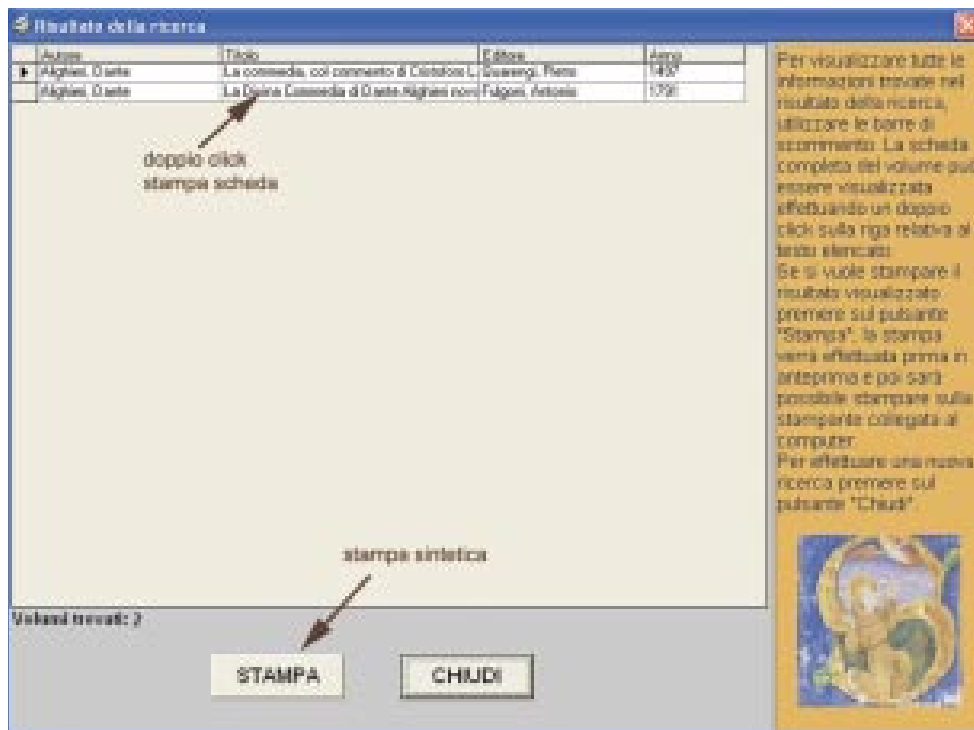 Risultato della ricerca
Autore Titolo Editore Anno
Alighieri, Dante La commedia, col commento di Cristoforo L Quarengi, Pietro 1497
Alighieri, Dante La Divina Commedia di Dante Alighieri nov Fulgoni, Antonio
doppio click
stampa scheda
stampa sintetica
Volumi trovati: 2
STAMPA CHIUDI
Per visualizzare tutte le
informazioni trovate nel
risultato della ricerca,
utilizzare le barre di
scorrimento. La scheda
completa del volume può
essere visualizzata
effettuando un doppio
click sulla riga relativa al
testo elencato.
Se si vuole stampare il
risultato visualizzato
premere sul pulsante
"Stampa", la stampa
verrà effettuata prima in
anteprima e poi sarà
possibile stampare sulla
stampante collegata al
computer.
Per effettuare una nuova
ricerca premere sul
pulsante "Chiudi".